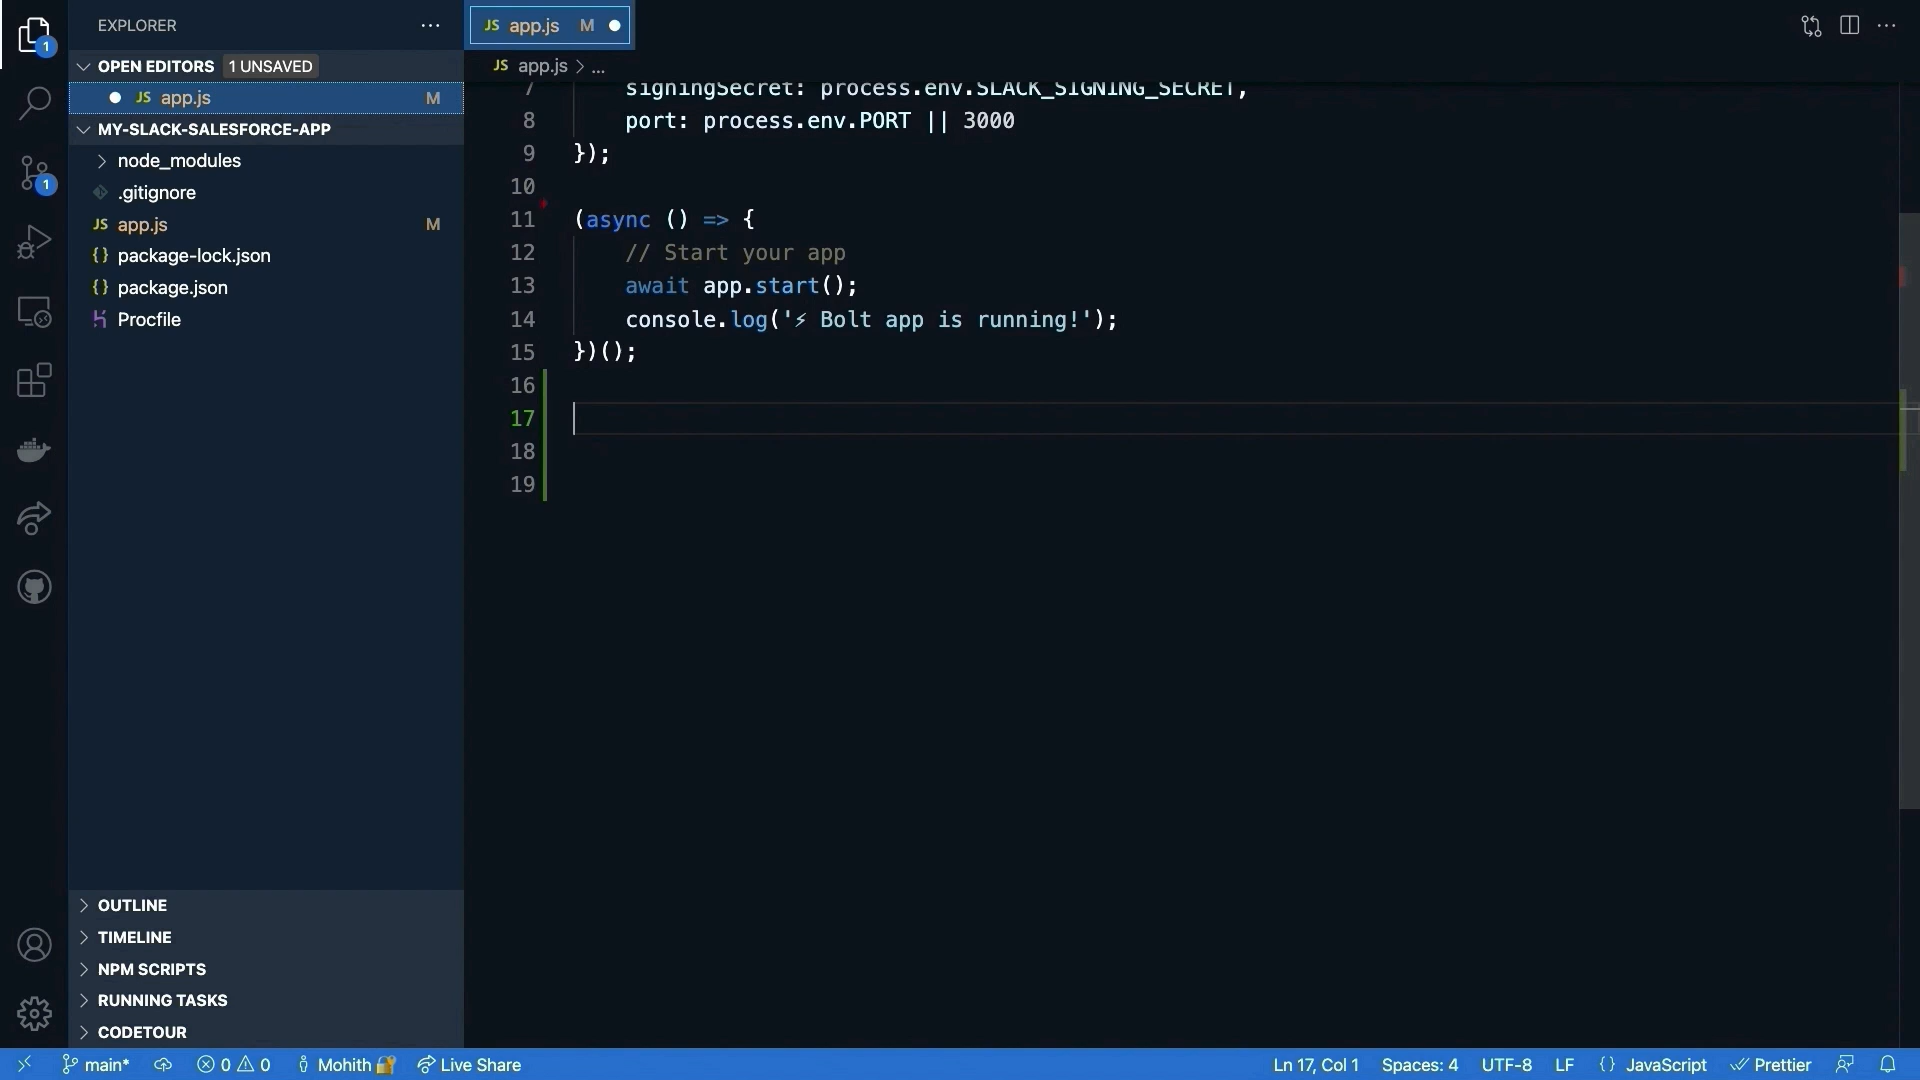 1
1
EXPLORER
OPEN EDITORS 1 UNSAVED
JS app.js M
MY-SLACK-SALESFORCE-APP
node_modules
.gitignore
JS app.js M
{} package-lock.json
{} package.json
Procfile
OUTLINE
TIMELINE
NPM SCRIPTS
RUNNING TASKS
CODETOUR
JS app.js M
JS app.js > ...
7 signingSecret: process.env.SLACK_SIGNING_SECRET,
8 port: process.env.PORT || 3000
9 });
10
11 (async () => {
12 // Start your app
13 await app.start();
14 console.log('⚡ Bolt app is running!');
15 })();
16
17
18
19
main* 0 0 Mohith 🔐 Live Share Ln 17, Col 1 Spaces: 4 UTF-8 LF {} JavaScript Prettier